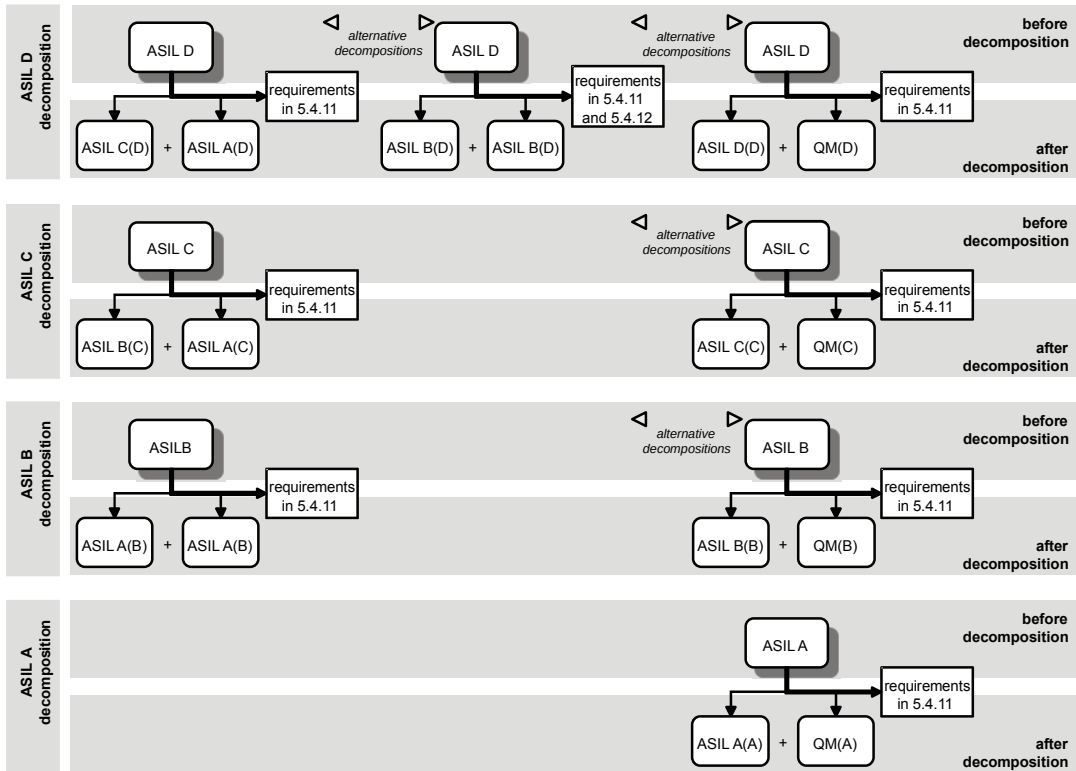 ASIL D
decomposition
ASIL D
alternative
decompositions
ASIL D
alternative
decompositions
ASIL D
before
decomposition
requirements
in 5.4.11
requirements
in 5.4.11
and 5.4.12
requirements
in 5.4.11
ASIL C(D) + ASIL A(D)
ASIL B(D) + ASIL B(D)
ASIL D(D) + QM(D)
after
decomposition
ASIL C
decomposition
ASIL C
alternative
decompositions
ASIL C
before
decomposition
requirements
in 5.4.11
requirements
in 5.4.11
ASIL B(C) + ASIL A(C)
ASIL C(C) + QM(C)
after
decomposition
ASIL B
decomposition
ASILB
alternative
decompositions
ASIL B
before
decomposition
requirements
in 5.4.11
requirements
in 5.4.11
ASIL A(B) + ASIL A(B)
ASIL B(B) + QM(B)
after
decomposition
ASIL A
decomposition
ASIL A
before
decomposition
requirements
in 5.4.11
ASIL A(A) + QM(A)
after
decomposition